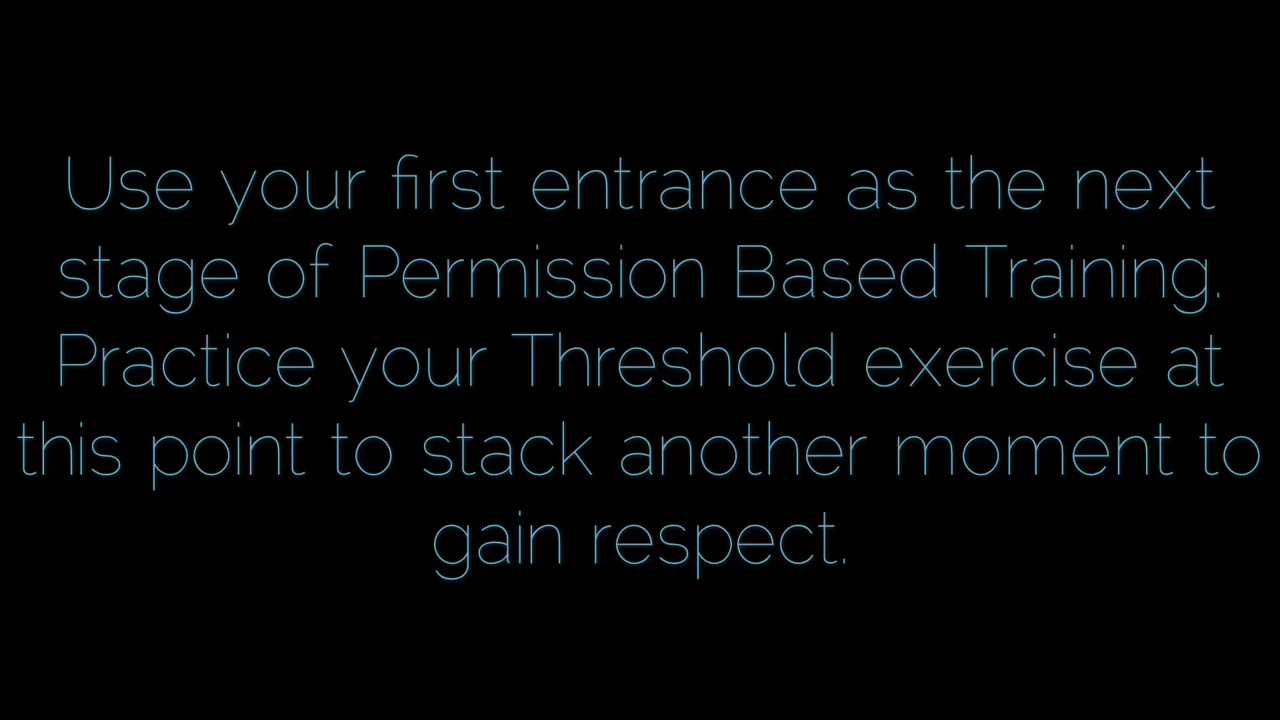 Use your first entrance as the next
stage of Permission Based Training.
Practice your Threshold exercise at
this point to stack another moment to
gain respect.